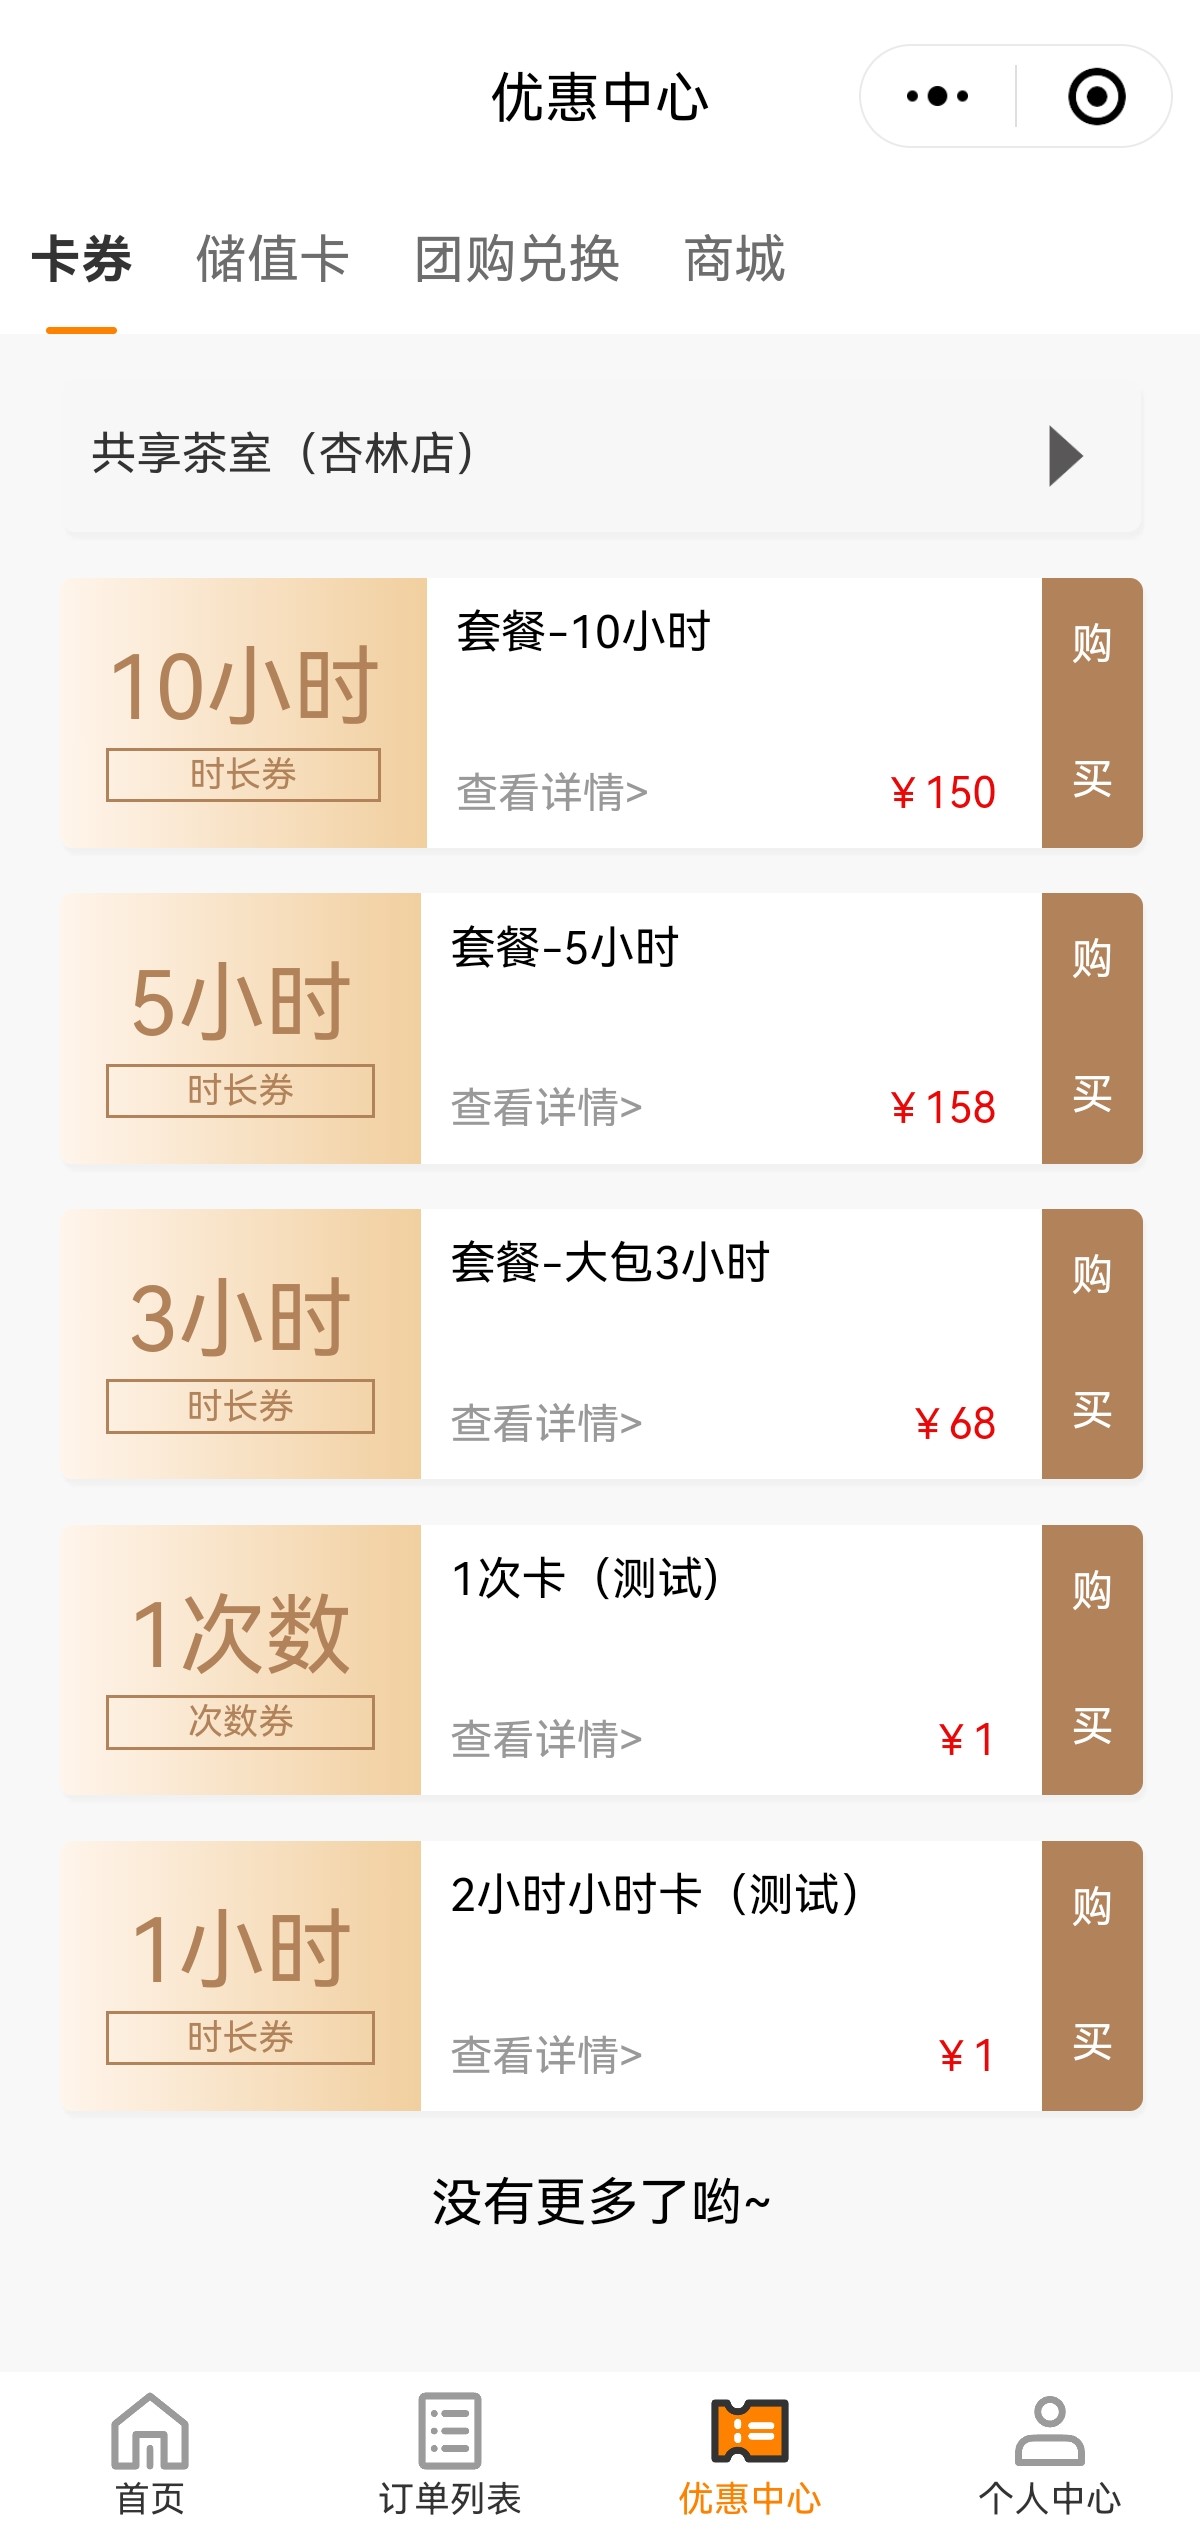 优惠中心
卡券 储值卡 团购兑换 商城
共享茶室（杏林店）
10小时
时长券
套餐-10小时
查看详情>
￥150
购买
5小时
时长券
套餐-5小时
查看详情>
￥158
购买
3小时
时长券
套餐-大包3小时
查看详情>
￥68
购买
1次数
次数券
1次卡（测试）
查看详情>
￥1
购买
1小时
时长券
2小时小时卡（测试）
查看详情>
￥1
购买
没有更多了哟~
首页 订单列表 优惠中心 个人中心